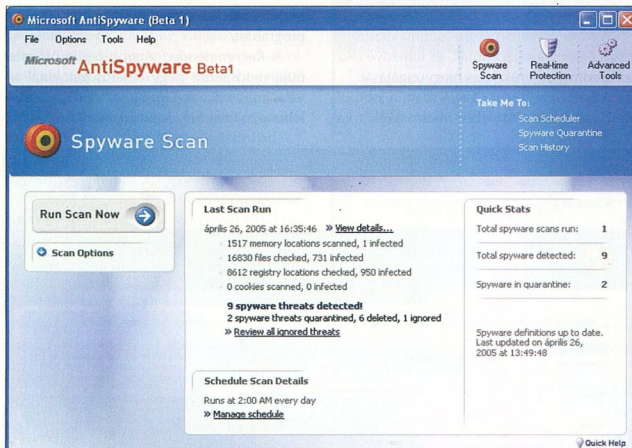 Microsoft AntiSpyware (Beta 1)
File Options Tools Help
Microsoft AntiSpyware Beta1
Spyware Scan
Real-time Protection
Advanced Tools
Spyware Scan
Take Me To:
Scan Scheduler
Spyware Quarantine
Scan History
Run Scan Now
Scan Options
Last Scan Run
április 26, 2005 at 16:35:46 » View details...
1517 memory locations scanned, 1 infected
16830 files checked, 731 infected
8612 registry locations checked, 950 infected
0 cookies scanned, 0 infected
9 spyware threats detected!
2 spyware threats quarantined, 6 deleted, 1 ignored
» Review all ignored threats
Schedule Scan Details
Runs at 2:00 AM every day
» Manage schedule
Quick Stats
Total spyware scans run: 1
Total spyware detected: 9
Spyware in quarantine: 2
Spyware definitions up to date.
Last updated on április 26,
2005 at 13:49:48
Quick Help